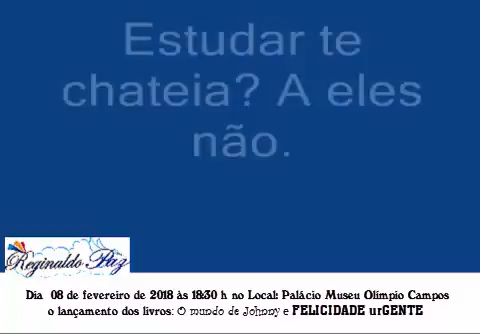 Estudar te
chateia? A eles
não.
Reginaldo Paz
Dia 08 de fevereiro de 2018 às 18:30 h no Local: Palácio Museu Olímpio Campos
o lançamento dos livros: O mundo de Johnny e FELICIDADE urGENTE